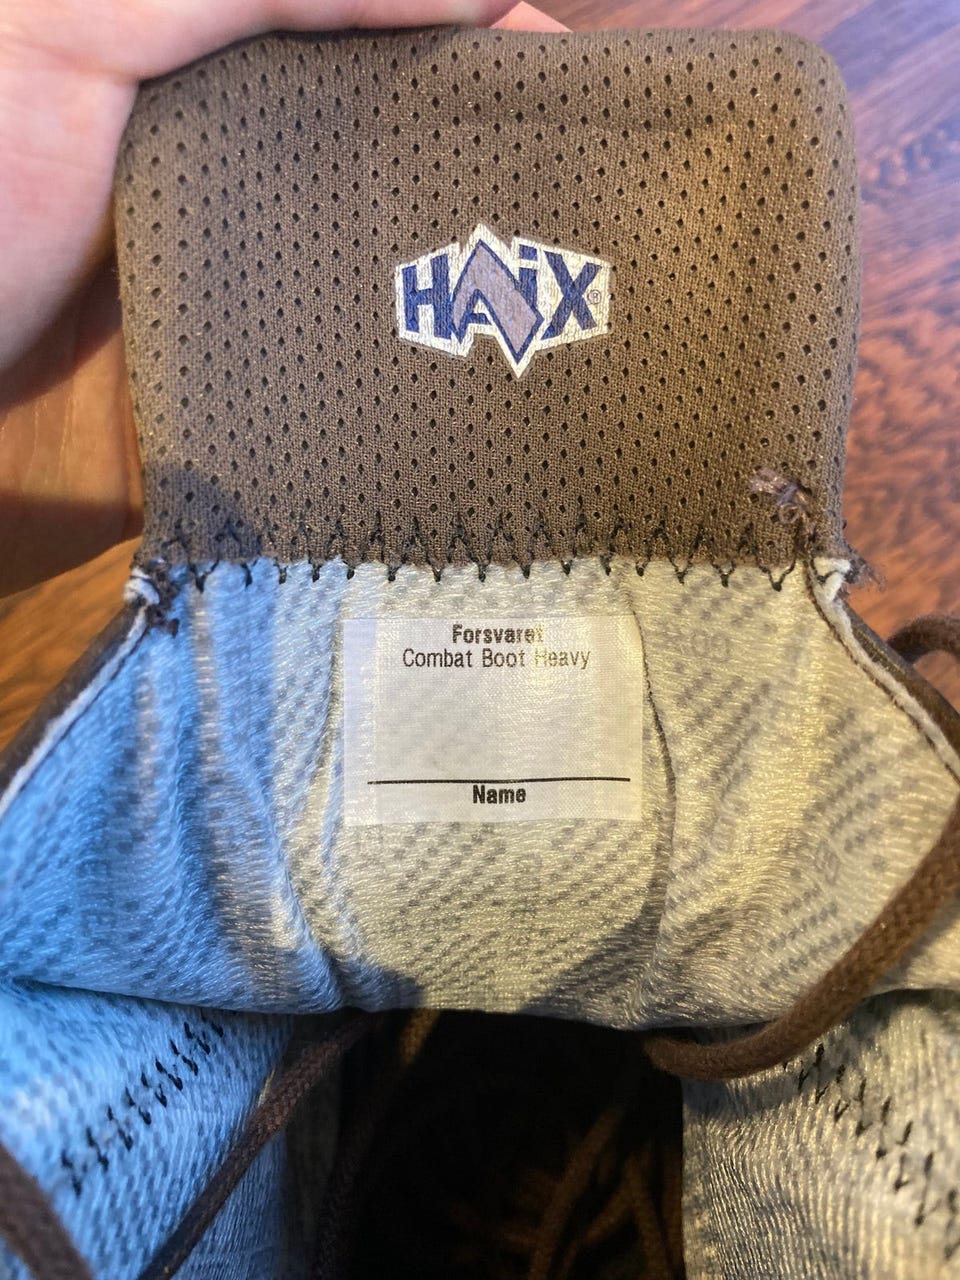 HAiX®
Forsvaret
Combat Boot Heavy
Name